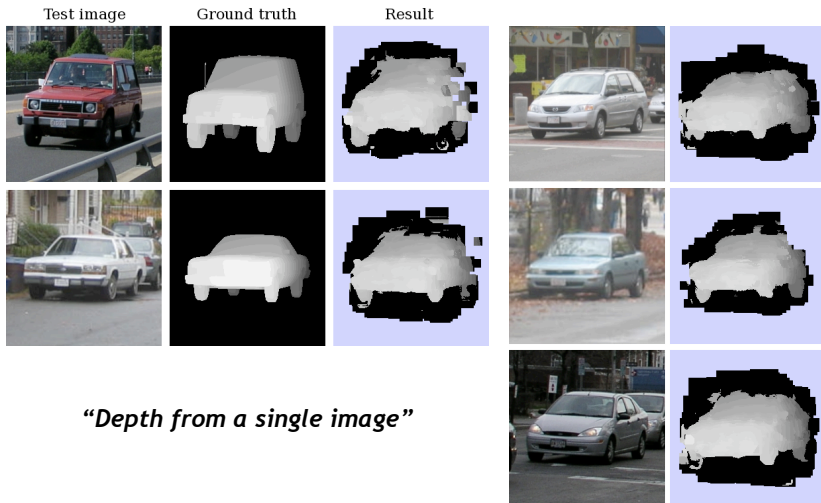 Test image
Ground truth
Result
“Depth from a single image”